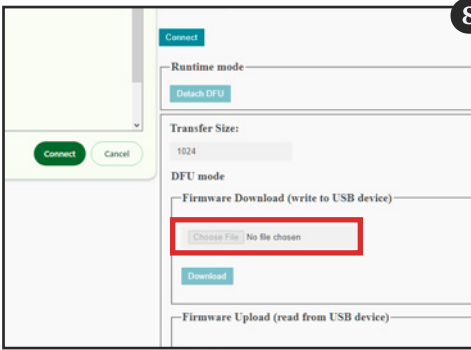 8
Connect
Runtime mode
Detach DFU
Transfer Size:
1024
Connect
Cancel
DFU mode
Firmware Download (write to USB device)
Choose File No file chosen
Download
Firmware Upload (read from USB device)